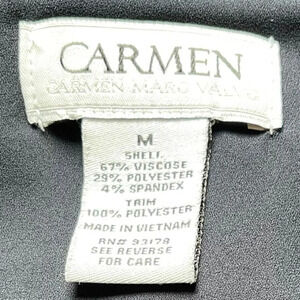 CARMEN
CARMEN MARC VALVO
M
SHELL
67% VISCOSE
29% POLYESTER
4% SPANDEX
TRIM
100% POLYESTER
MADE IN VIETNAM
RN# 93178
SEE REVERSE
FOR CARE